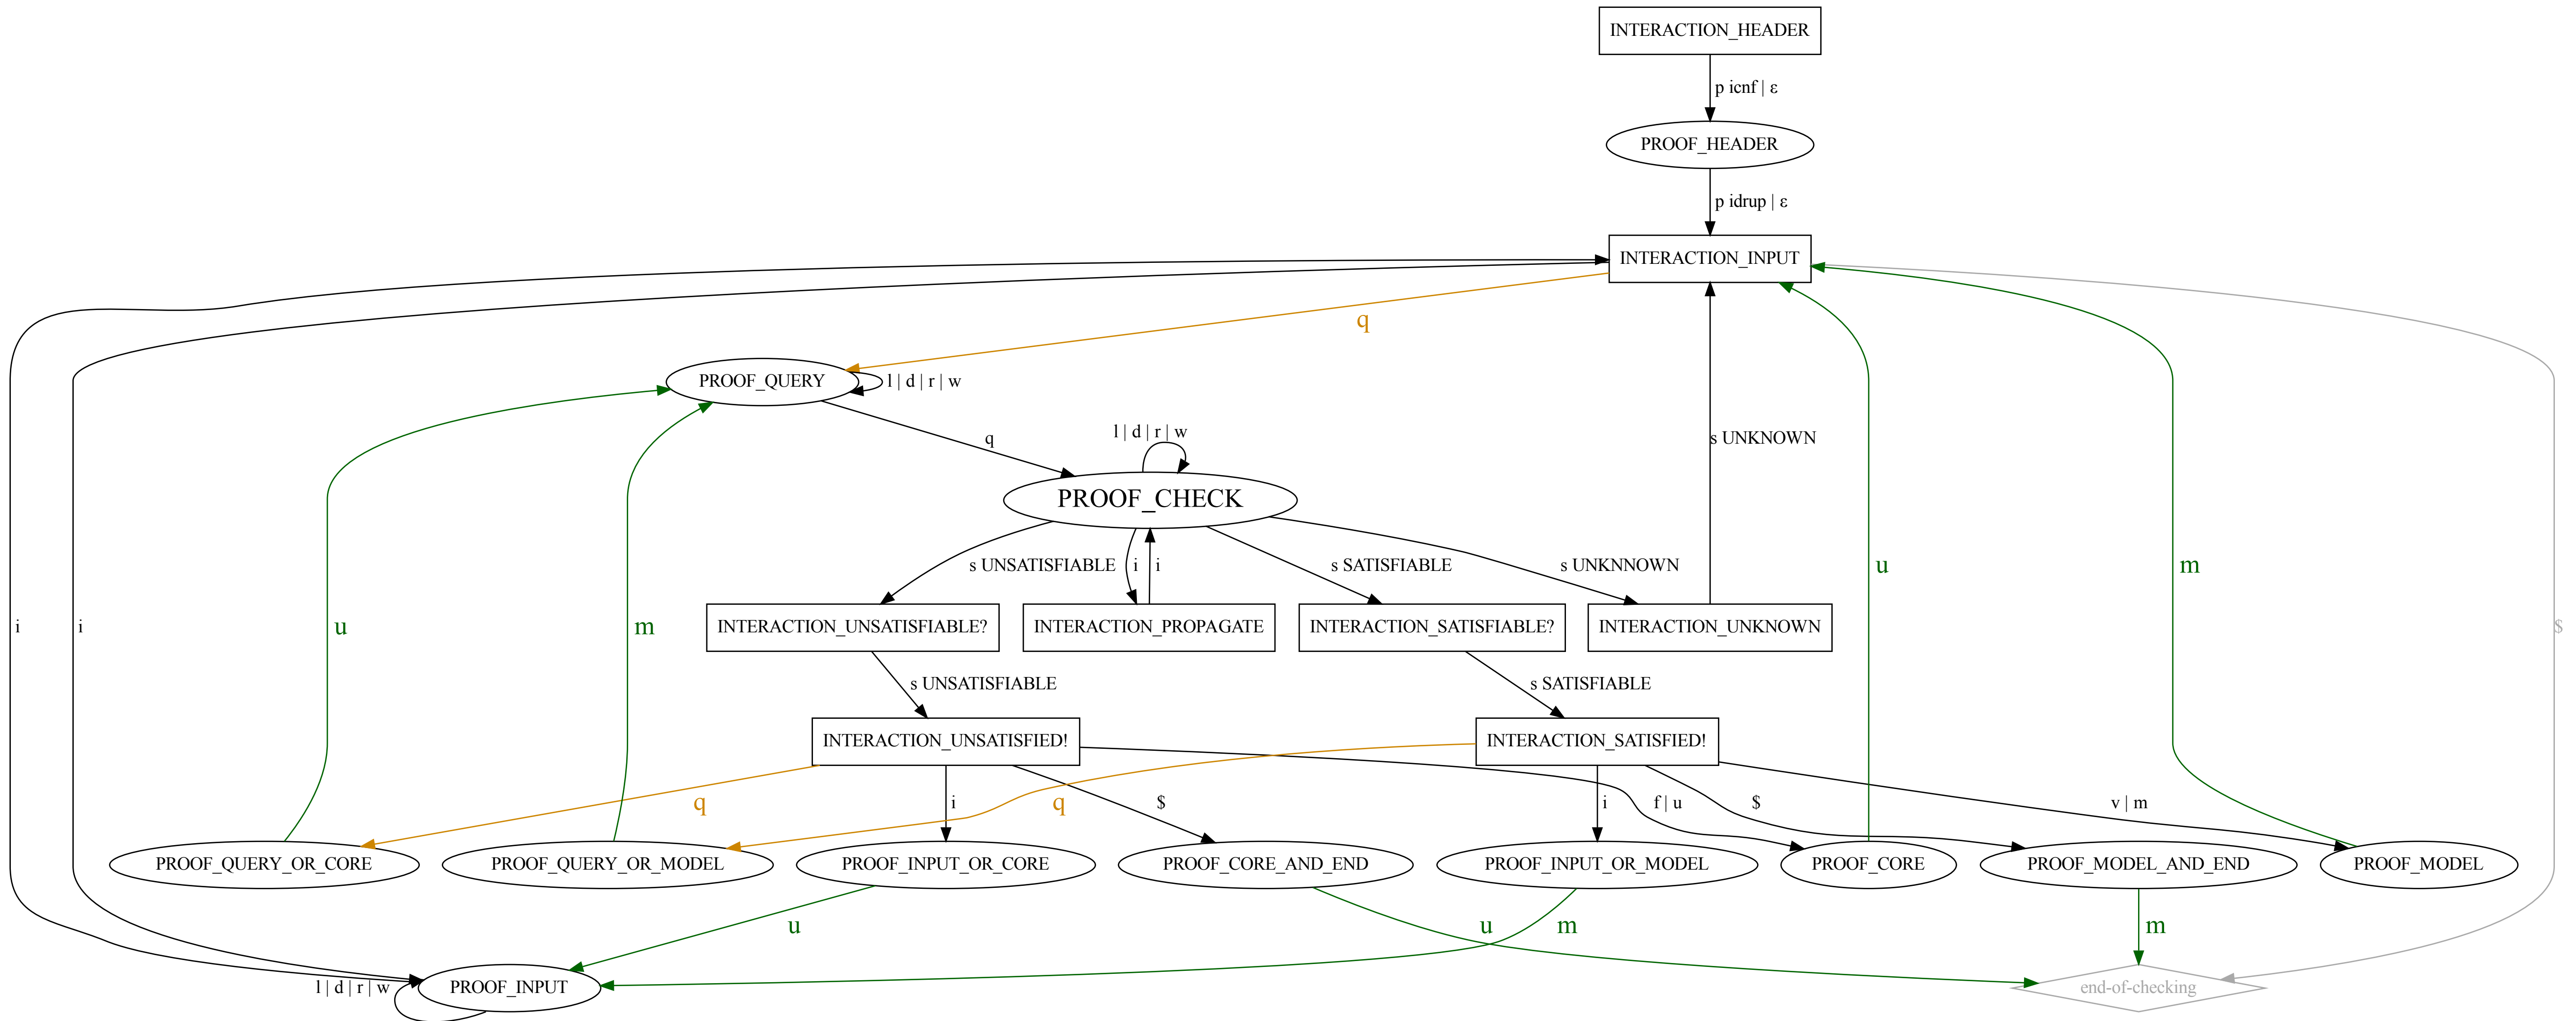 INTERACTION_HEADER
p icnf | ε
PROOF_HEADER
p idrup | ε
INTERACTION_INPUT
q
PROOF_QUERY
l | d | r | w
q
l | d | r | w
s UNKNOWN
PROOF_CHECK
s UNSATISFIABLE
i
i
s SATISFIABLE
s UNKNNOWN
u
m
i
i
u
m
INTERACTION_UNSATISFIABLE?
INTERACTION_PROPAGATE
INTERACTION_SATISFIABLE?
INTERACTION_UNKNOWN
$
s UNSATISFIABLE
s SATISFIABLE
INTERACTION_UNSATISFIED!
INTERACTION_SATISFIED!
q
i
q
$
i
f | u
$
v | m
PROOF_QUERY_OR_CORE
PROOF_QUERY_OR_MODEL
PROOF_INPUT_OR_CORE
PROOF_CORE_AND_END
PROOF_INPUT_OR_MODEL
PROOF_CORE
PROOF_MODEL_AND_END
PROOF_MODEL
u
u
m
m
l | d | r | w
PROOF_INPUT
end-of-checking